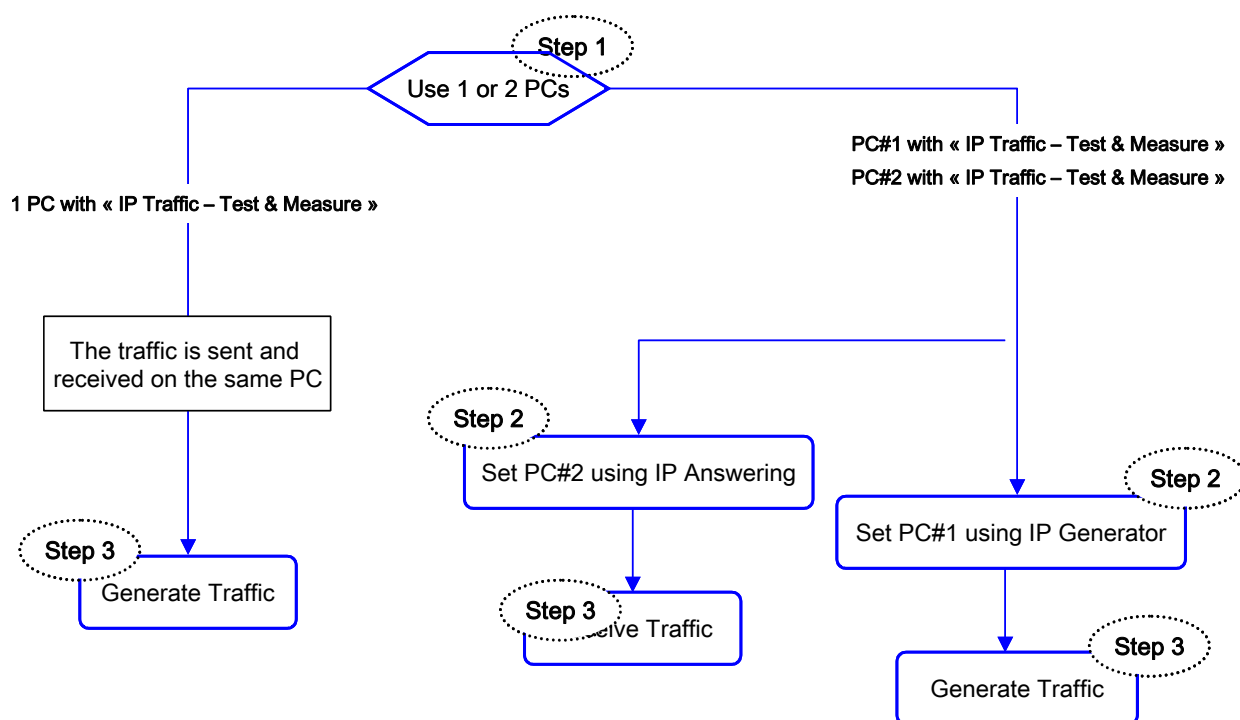 Step 1
Use 1 or 2 PCs
PC#1 with « IP Traffic – Test & Measure »
PC#2 with « IP Traffic – Test & Measure »
1 PC with « IP Traffic – Test & Measure »
The traffic is sent and
received on the same PC
Step 2
Set PC#2 using IP Answering
Step 2
Set PC#1 using IP Generator
Step 3
Generate Traffic
Step 3
Traffic
Step 3
Generate Traffic